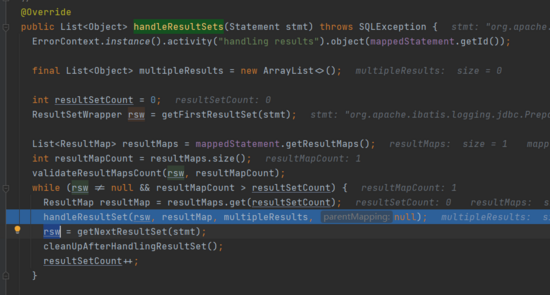 @Override
public List<Object> handleResultSets(Statement stmt) throws SQLException {   stmt: "org.apache.
ErrorContext.instance().activity("handling results").object(mappedStatement.getId());
final List<Object> multipleResults = new ArrayList<>();   multipleResults:  size = 0
int resultSetCount = 0;   resultSetCount: 0
ResultSetWrapper rsw = getFirstResultSet(stmt);   stmt: "org.apache.ibatis.logging.jdbc.Prepa
List<ResultMap> resultMaps = mappedStatement.getResultMaps();   resultMaps:  size = 1   mapp
int resultMapCount = resultMaps.size();   resultMapCount: 1
validateResultMapsCount(rsw, resultMapCount);
while (rsw ≠ null && resultMapCount > resultSetCount) {   resultMapCount: 1
ResultMap resultMap = resultMaps.get(resultSetCount);   resultSetCount: 0   resultMaps:  s
handleResultSet(rsw, resultMap, multipleResults, parentMapping: null);   multipleResults:  si
rsw = getNextResultSet(stmt);
cleanUpAfterHandlingResultSet();
resultSetCount++;
}